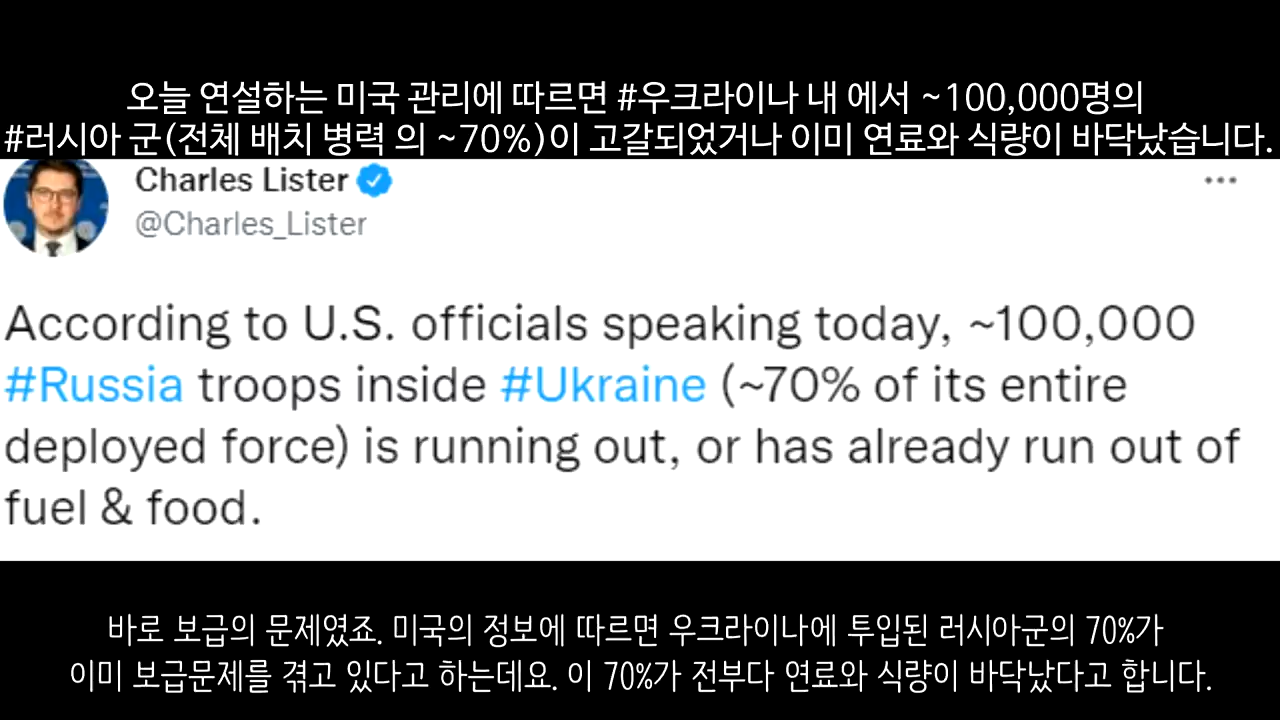 오늘 연설하는 미국 관리에 따르면 #우크라이나 내 에서 ~100,000명의
#러시아 군(전체 배치 병력 의 ~70%)이 고갈되었거나 이미 연료와 식량이 바닥났습니다.
Charles Lister
@Charles_Lister
According to U.S. officials speaking today, ~100,000
#Russia troops inside #Ukraine (~70% of its entire
deployed force) is running out, or has already run out of
fuel & food.
바로 보급의 문제였죠. 미국의 정보에 따르면 우크라이나에 투입된 러시아군의 70%가
이미 보급문제를 겪고 있다고 하는데요. 이 70%가 전부다 연료와 식량이 바닥났다고 합니다.